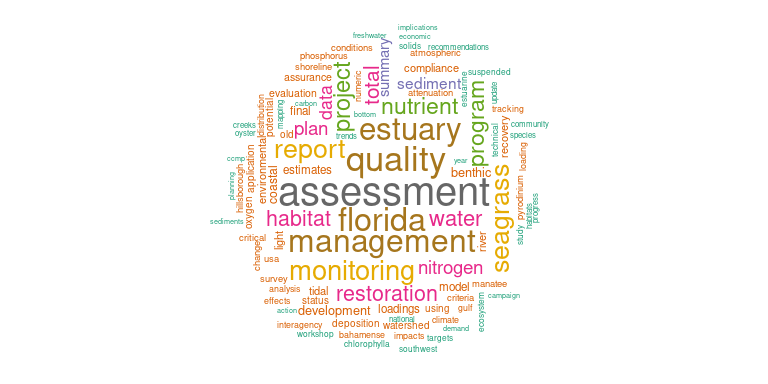 implications
freshwater
economic
conditions
summary
solids
recommendations
phosphorus
atmospheric
shoreline
numeric
total
compliance
assurance
data
project
sediment
estuarine
suspended
update
evaluation
carbon
attenuation
program
distribution
potential
mapping
final
bottom
nutrient
tracking
creeks
oyster
old
plan
trends
estuary
technical
recovery
community
species
ccmp
environmental
report
quality
year
loading
planning
hillsborough
application
coastal
estimates
benthic
oxygen
assessment
seagrass
pyrodinium
habitats
progress
sediments
habitat
florida
water
study
critical
light
management
river
change
usa
monitoring
nitrogen
survey
analysis
tidal
restoration
model
manatee
effects
status
criteria
ecosystem
campaign
action
development
loadings
using
gulf
interagency
deposition
national
watershed
climate
demand
workshop
bahamense
impacts
targets
chlorophylla
southwest